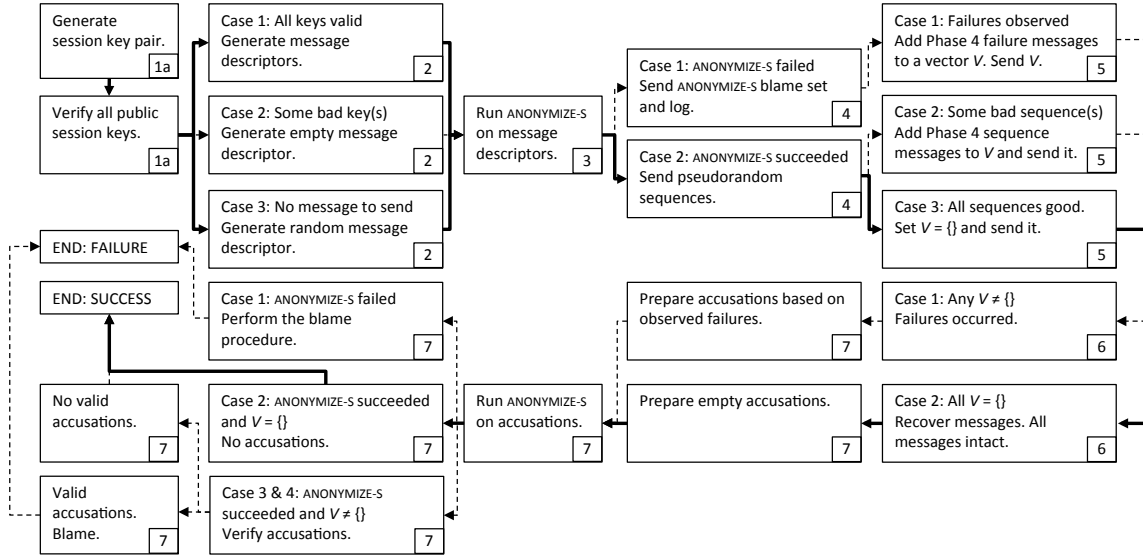 Generate
session key pair.
1a
Verify all public
session keys.
1a
Case 1: All keys valid
Generate message
descriptors.
2
Case 2: Some bad key(s)
Generate empty message
descriptor.
2
Case 3: No message to send
Generate random message
descriptor.
2
Run ANONYMIZE-S
on message
descriptors.
3
Case 1: ANONYMIZE-S failed
Send ANONYMIZE-S blame set
and log.
4
Case 2: ANONYMIZE-S succeeded
Send pseudorandom
sequences.
4
Case 1: Failures observed
Add Phase 4 failure messages
to a vector V. Send V.
5
Case 2: Some bad sequence(s)
Add Phase 4 sequence
messages to V and send it.
5
Case 3: All sequences good.
Set V = {} and send it.
5
Case 1: Any V ≠ {}
Failures occurred.
6
Case 2: All V = {}
Recover messages. All
messages intact.
6
Prepare accusations based on
observed failures.
7
Prepare empty accusations.
7
Run ANONYMIZE-S
on accusations.
7
Case 1: ANONYMIZE-S failed
Perform the blame
procedure.
7
Case 2: ANONYMIZE-S succeeded
and V = {}
No accusations.
7
Case 3 & 4: ANONYMIZE-S
succeeded and V ≠ {}
Verify accusations.
7
END: FAILURE
END: SUCCESS
No valid
accusations.
7
Valid
accusations.
Blame.
7